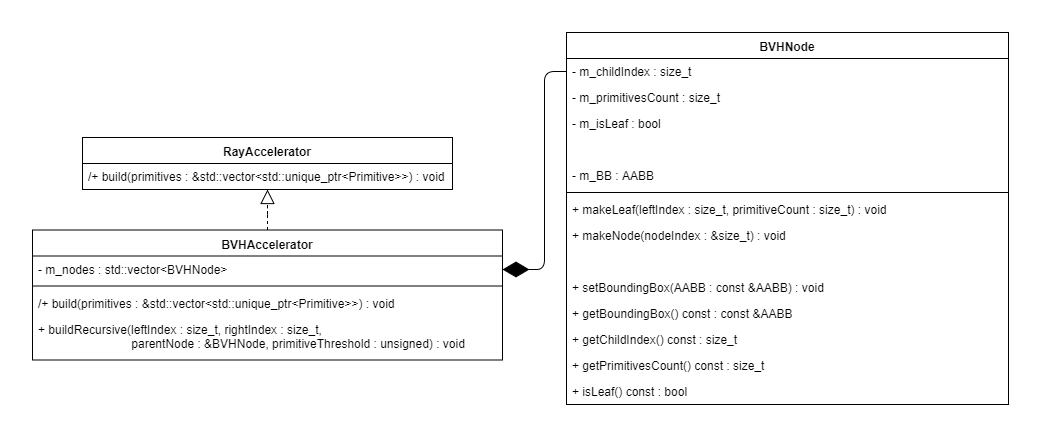 RayAccelerator
/+ build(primitives : &std::vector<std::unique_ptr<Primitive>>) : void
BVHAccelerator
- m_nodes : std::vector<BVHNode>
/+ build(primitives : &std::vector<std::unique_ptr<Primitive>>) : void
+ buildRecursive(leftIndex : size_t, rightIndex : size_t,
parentNode : &BVHNode, primitiveThreshold : unsigned) : void
BVHNode
- m_childIndex : size_t
- m_primitivesCount : size_t
- m_isLeaf : bool
- m_BB : AABB
+ makeLeaf(leftIndex : size_t, primitiveCount : size_t) : void
+ makeNode(nodeIndex : &size_t) : void
+ setBoundingBox(AABB : const &AABB) : void
+ getBoundingBox() const : const &AABB
+ getChildIndex() const : size_t
+ getPrimitivesCount() const : size_t
+ isLeaf() const : bool